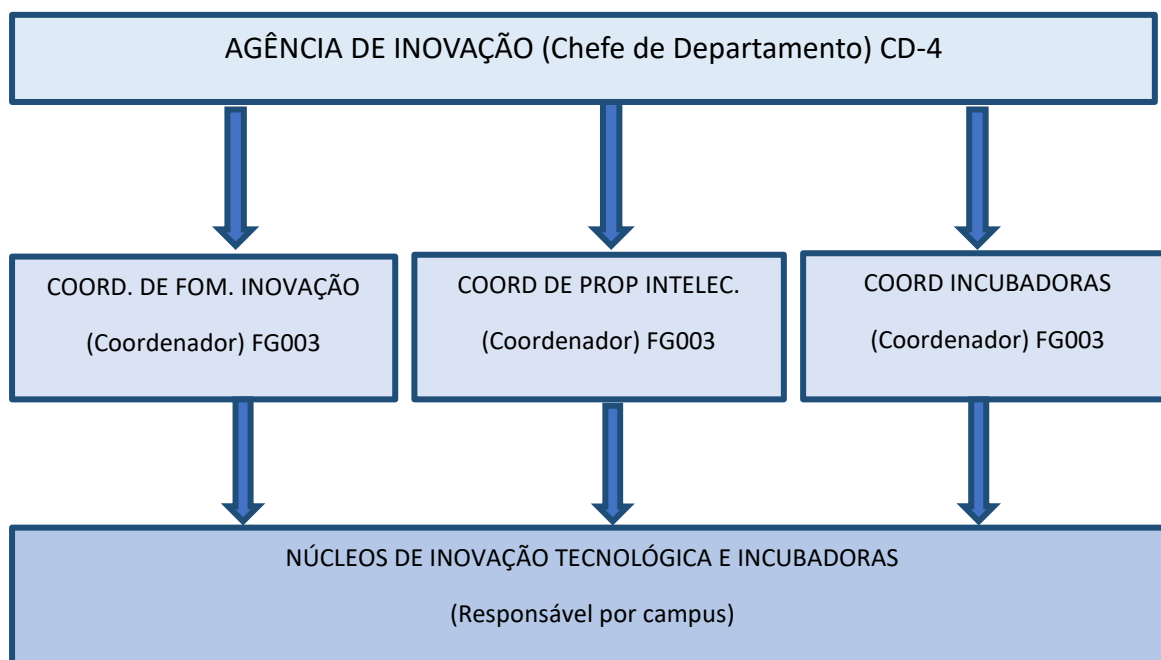 AGÊNCIA DE INOVAÇÃO (Chefe de Departamento) CD-4
COORD. DE FOM. INOVAÇÃO
(Coordenador) FG003
COORD DE PROP INTELEC.
(Coordenador) FG003
COORD INCUBADORAS
(Coordenador) FG003
NÚCLEOS DE INOVAÇÃO TECNOLÓGICA E INCUBADORAS
(Responsável por campus)